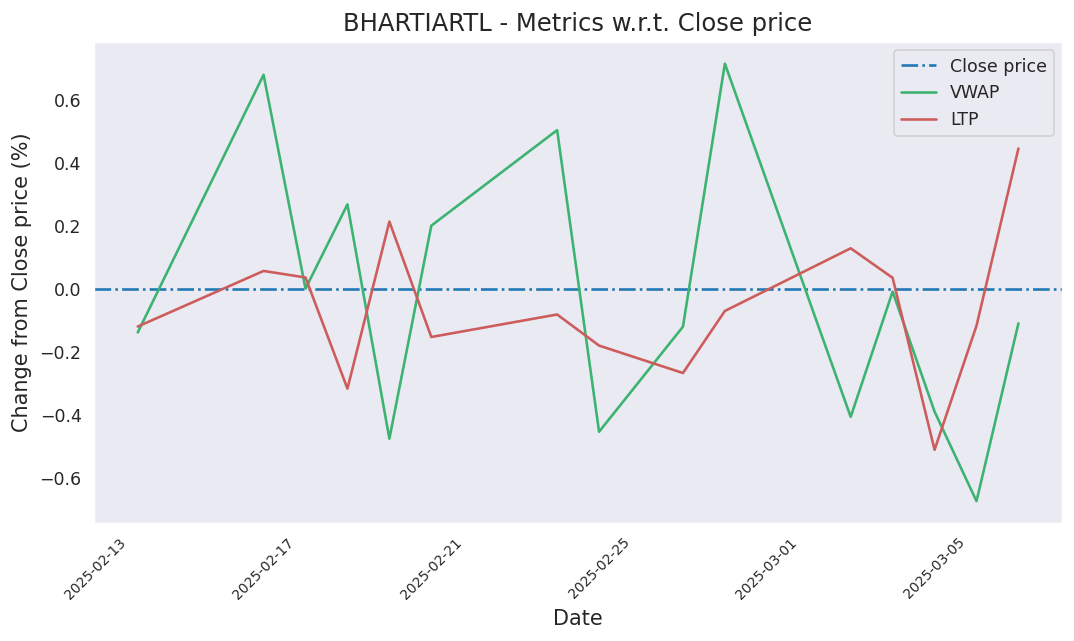 BHARTIARTL - Metrics w.r.t. Close price
Close price
VWAP
LTP
Change from Close price (%)
0.6
0.4
0.2
0.0
−0.2
−0.4
−0.6
2025-02-13
2025-02-17
2025-02-21
2025-02-25
2025-03-01
2025-03-05
Date